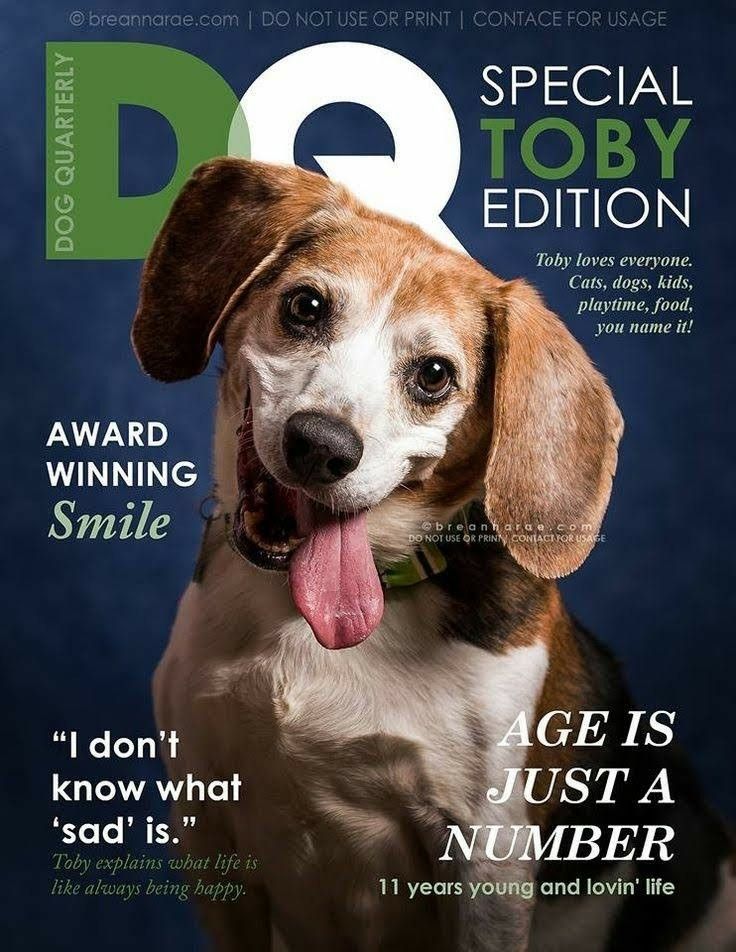 © breannarae.com | DO NOT USE OR PRINT | CONTACE FOR USAGE
DOG QUARTERLY
DQ
SPECIAL
TOBY
EDITION
Toby loves everyone.
Cats, dogs, kids,
playtime, food,
you name it!
AWARD
WINNING
Smile
©breannarae.com
DO NOT USE OR PRINT | CONTACT FOR USAGE
“I don’t
know what
‘sad’ is.”
Toby explains what life is
like always being happy.
AGE IS
JUST A
NUMBER
11 years young and lovin' life